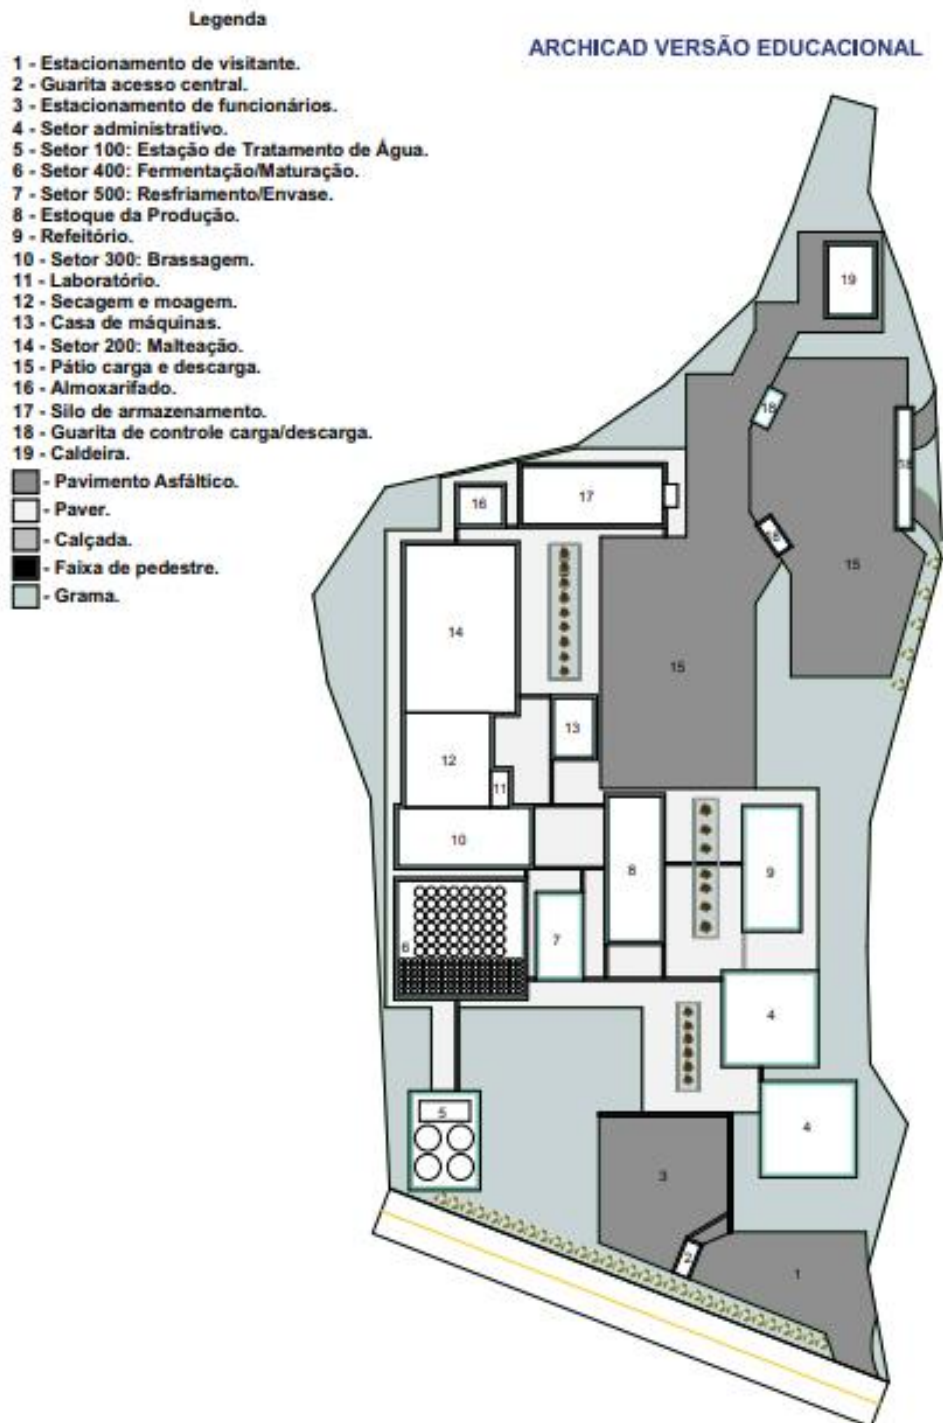 Legenda
ARCHICAD VERSÃO EDUCACIONAL
1 - Estacionamento de visitante.
2 - Guarita acesso central.
3 - Estacionamento de funcionários.
4 - Setor administrativo.
5 - Setor 100: Estação de Tratamento de Água.
6 - Setor 400: Fermentação/Maturação.
7 - Setor 500: Resfriamento/Envase.
8 - Estoque da Produção.
9 - Refeitório.
10 - Setor 300: Brassagem.
11 - Laboratório.
12 - Secagem e moagem.
13 - Casa de máquinas.
14 - Setor 200: Malteação.
15 - Pátio carga e descarga.
16 - Almoxarifado.
17 - Silo de armazenamento.
18 - Guarita de controle carga/descarga.
19 - Caldeira.
- Pavimento Asfáltico.
- Paver.
- Calçada.
- Faixa de pedestre.
- Grama.
19
18
17
16
15
14
15
13
12
11
10
8
9
7
6
4
5
4
3
2
1